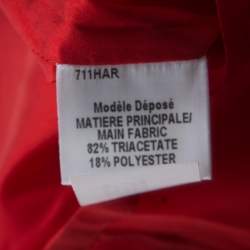 711HAR
Modèle Déposé
MATIERE PRINCIPALE/
MAIN FABRIC
82% TRIACETATE
18% POLYESTER